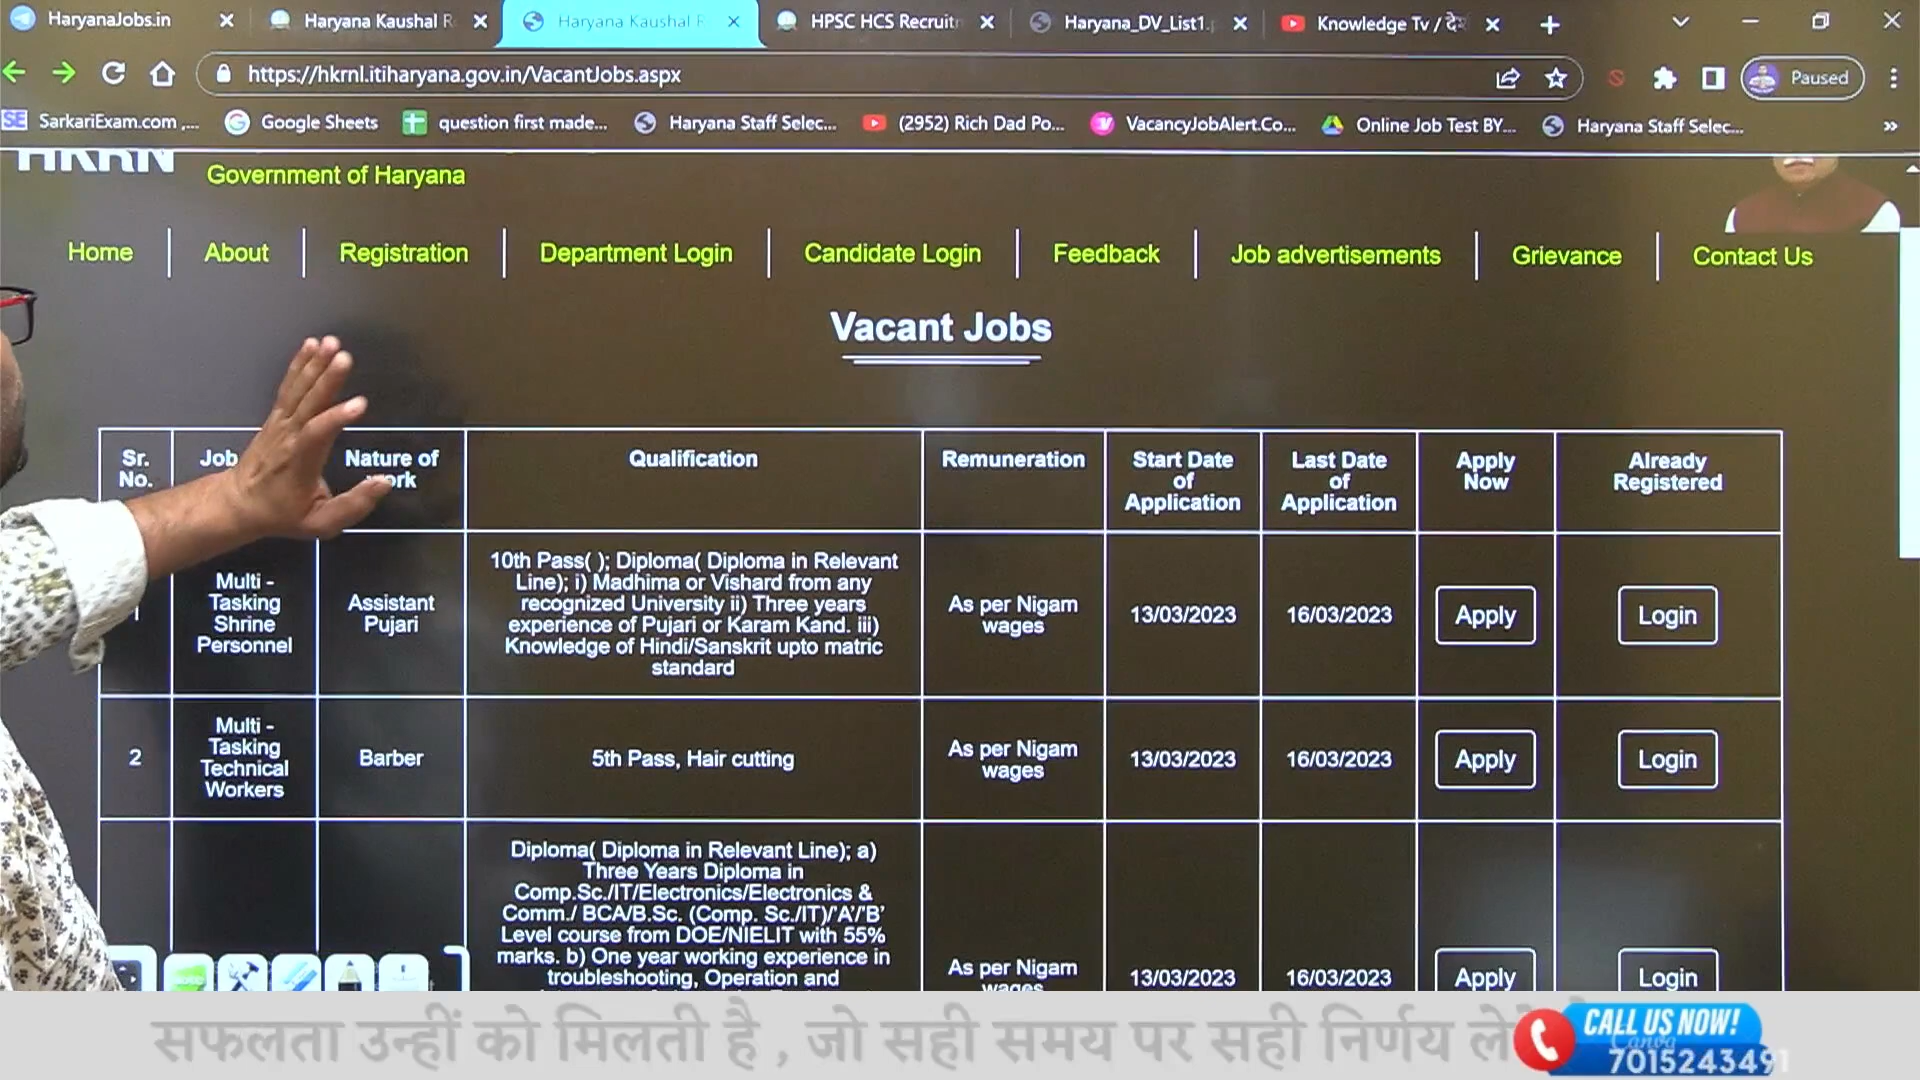 HaryanaJobs.in
Haryana Kaushal R
Haryana Kaushal R
HPSC HCS Recruitm
Haryana_DV_List1.p
Knowledge Tv / देश
https://hkrnl.itiharyana.gov.in/VacantJobs.aspx
Paused
SE SarkariExam.com ,...
Google Sheets
question first made...
Haryana Staff Selec...
(2952) Rich Dad Po...
VacancyJobAlert.Co...
Online Job Test BY...
Haryana Staff Selec...
»
HKRN
Government of Haryana
Home
About
Registration
Department Login
Candidate Login
Feedback
Job advertisements
Grievance
Contact Us
Vacant Jobs
Sr.
No.
Job
Nature of
work
Qualification
Remuneration
Start Date
of
Application
Last Date
of
Application
Apply
Now
Already
Registered
Multi -
Tasking
Shrine
Personnel
Assistant
Pujari
10th Pass( ); Diploma( Diploma in Relevant
Line); i) Madhima or Vishard from any
recognized University ii) Three years
experience of Pujari or Karam Kand. iii)
Knowledge of Hindi/Sanskrit upto matric
standard
As per Nigam
wages
13/03/2023
16/03/2023
Apply
Login
2
Multi -
Tasking
Technical
Workers
Barber
5th Pass, Hair cutting
As per Nigam
wages
13/03/2023
16/03/2023
Apply
Login
Diploma( Diploma in Relevant Line); a)
Three Years Diploma in
Comp.Sc./IT/Electronics/Electronics &
Comm./ BCA/B.Sc. (Comp. Sc./IT)/'A'/'B'
Level course from DOE/NIELIT with 55%
marks. b) One year working experience in
troubleshooting, Operation and
As per Nigam
wages
13/03/2023
16/03/2023
Apply
Login
सफलता उन्हीं को मिलती है , जो सही समय पर सही निर्णय
CALL US NOW!
Canva
7015243491